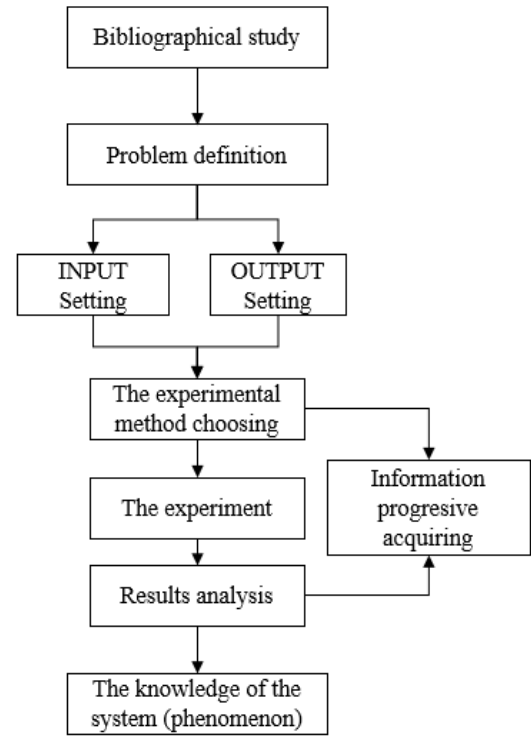 Bibliographical study
Problem definition
INPUT
Setting
OUTPUT
Setting
The experimental
method choosing
Information
progresive
acquiring
The experiment
Results analysis
The knowledge of the
system (phenomenon)